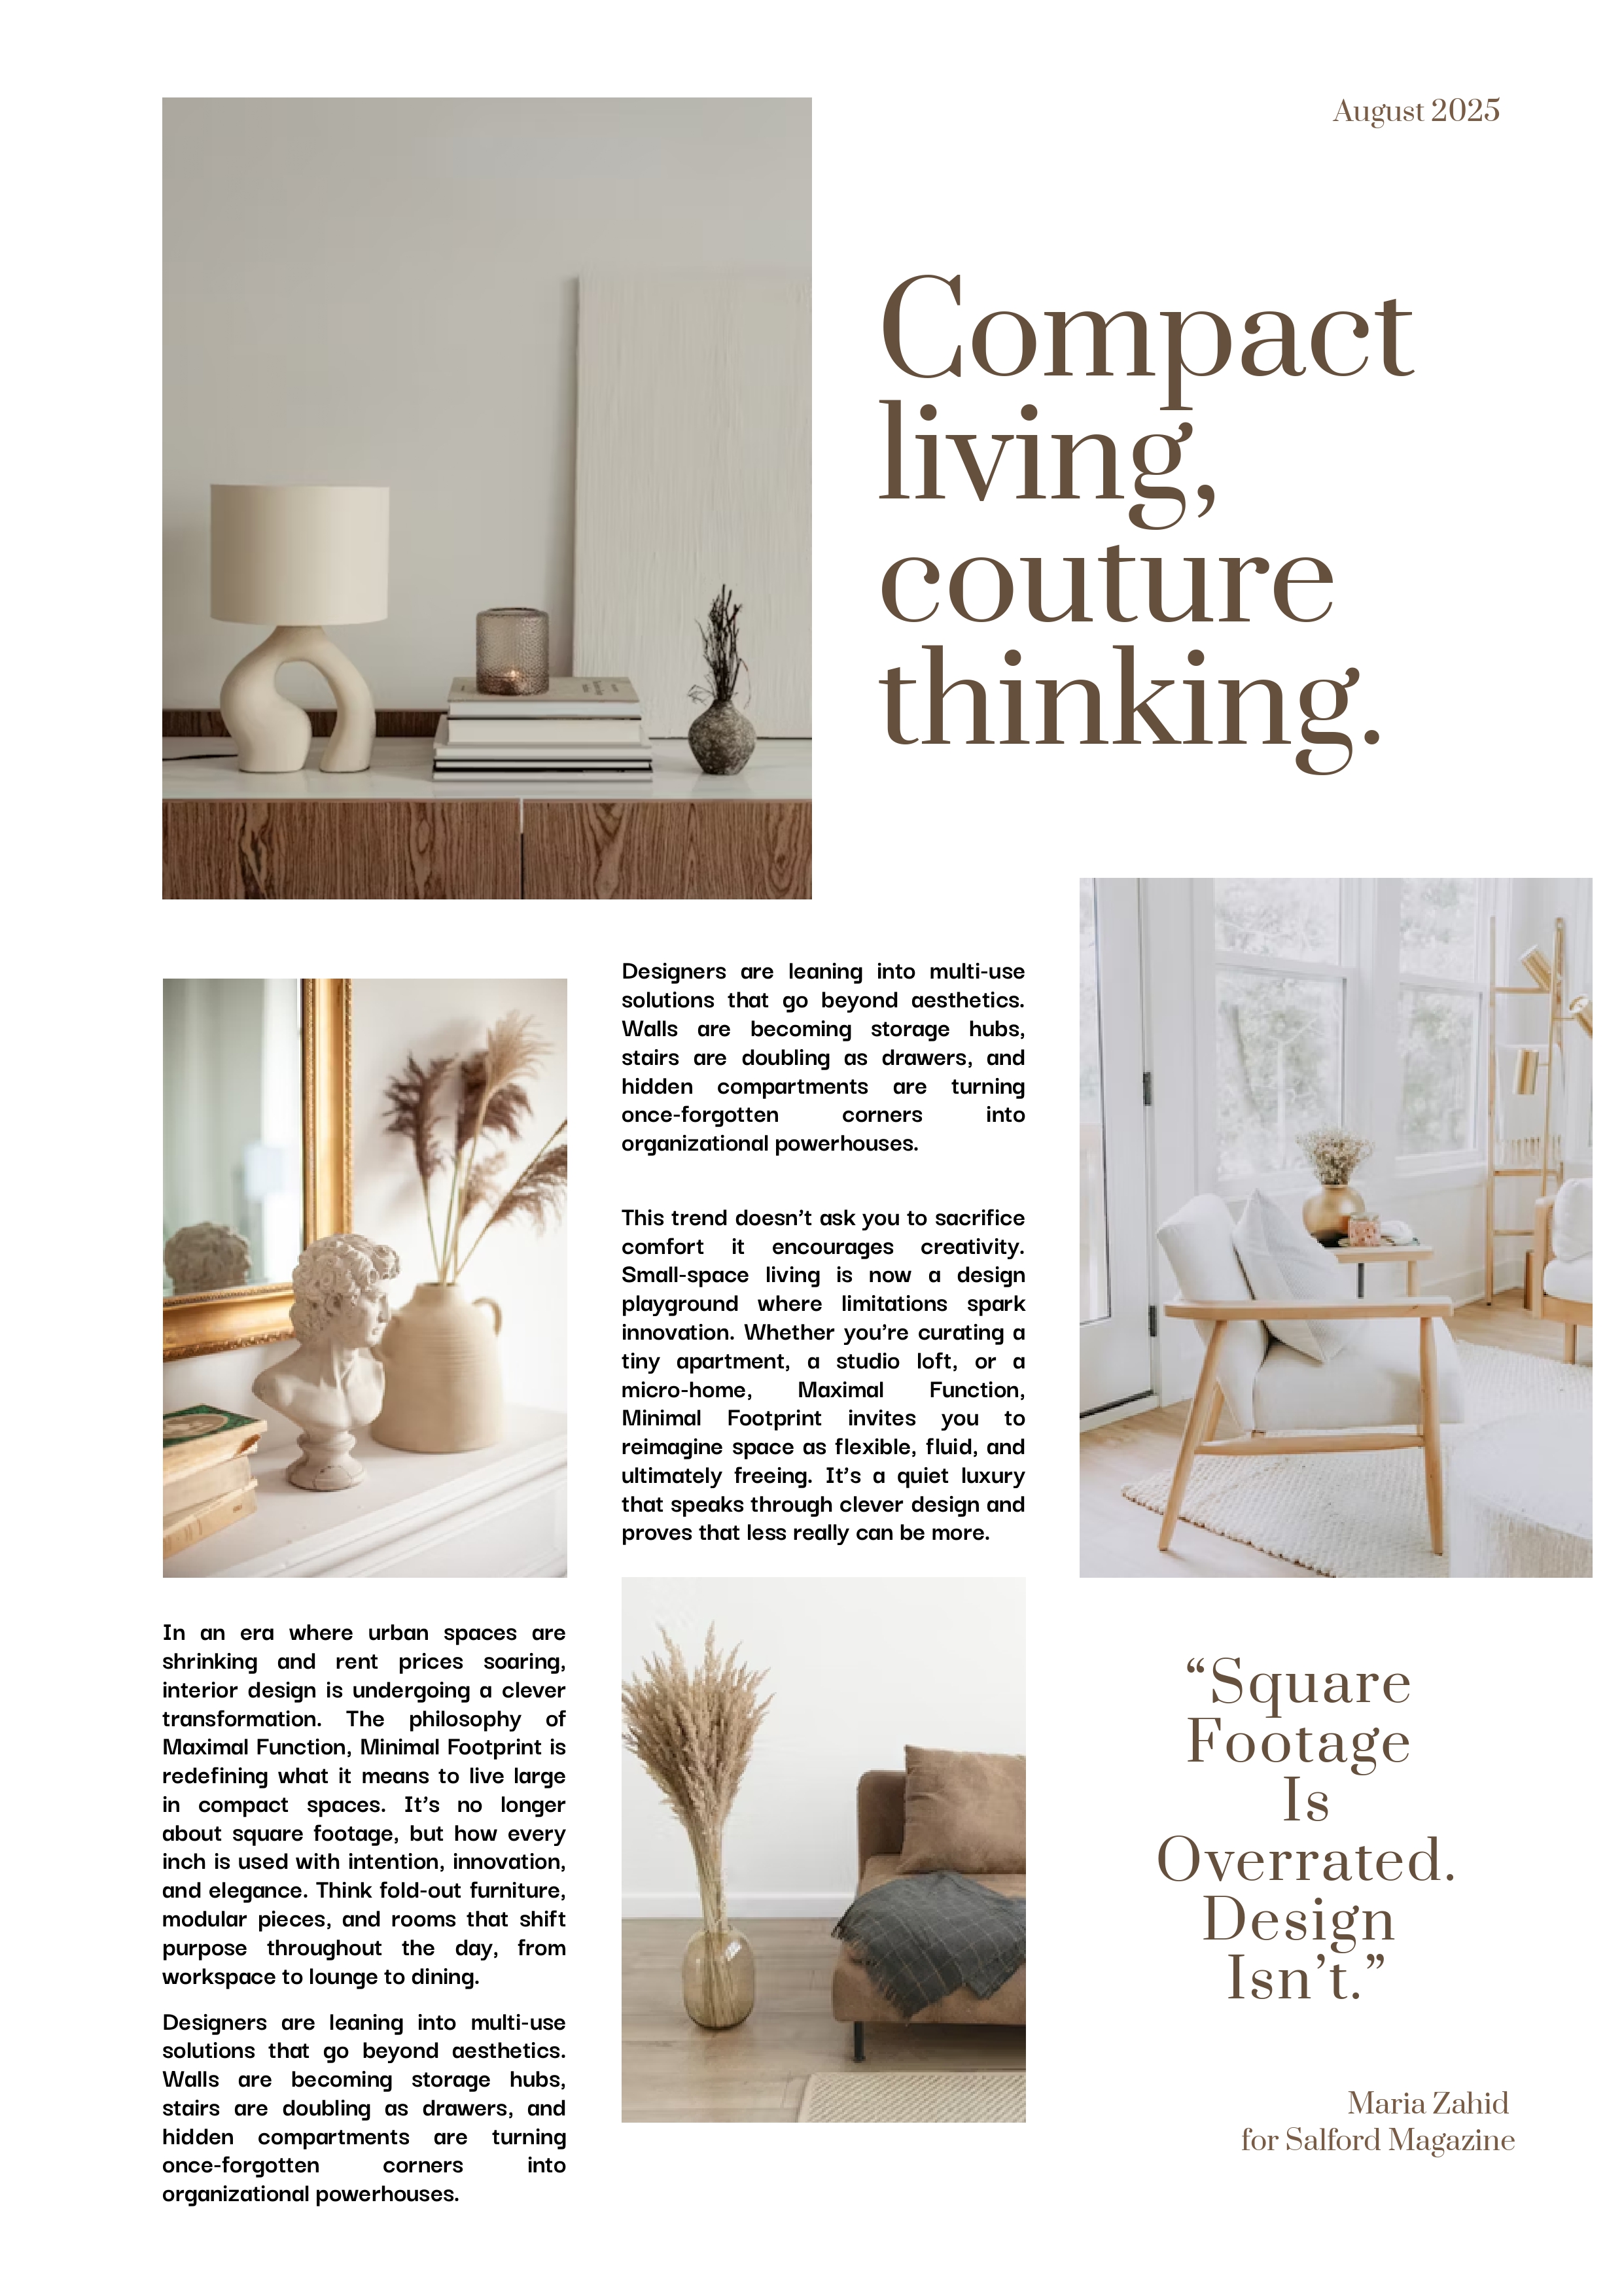 August 2025
Compact
living,
couture
thinking.
In an era where urban spaces are
shrinking and rent prices soaring,
interior design is undergoing a clever
transformation. The philosophy of
Maximal Function, Minimal Footprint is
redefining what it means to live large
in compact spaces. It’s no longer
about square footage, but how every
inch is used with intention, innovation,
and elegance. Think fold-out furniture,
modular pieces, and rooms that shift
purpose throughout the day, from
workspace to lounge to dining.
Designers are leaning into multi-use
solutions that go beyond aesthetics.
Walls are becoming storage hubs,
stairs are doubling as drawers, and
hidden compartments are turning
once-forgotten corners into
organizational powerhouses.
Designers are leaning into multi-use
solutions that go beyond aesthetics.
Walls are becoming storage hubs,
stairs are doubling as drawers, and
hidden compartments are turning
once-forgotten corners into
organizational powerhouses.
This trend doesn’t ask you to sacrifice
comfort it encourages creativity.
Small-space living is now a design
playground where limitations spark
innovation. Whether you’re curating a
tiny apartment, a studio loft, or a
micro-home, Maximal Function,
Minimal Footprint invites you to
reimagine space as flexible, fluid, and
ultimately freeing. It’s a quiet luxury
that speaks through clever design and
proves that less really can be more.
“Square
Footage
Is
Overrated.
Design
Isn’t.”
Maria Zahid
for Salford Magazine